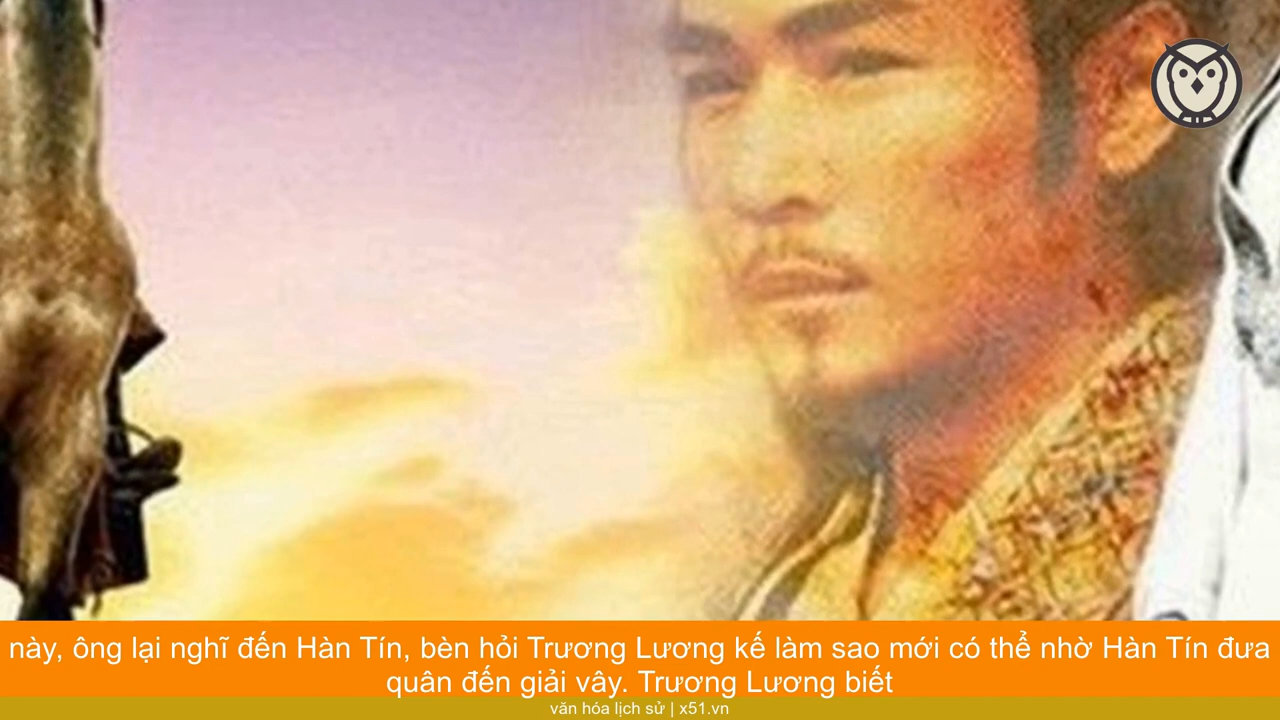 này, ông lại nghĩ đến Hàn Tín, bèn hỏi Trương Lương kế làm sao mới có thể nhờ Hàn Tín đưa
quân đến giải vây. Trương Lương biết
văn hóa lịch sử | x51.vn